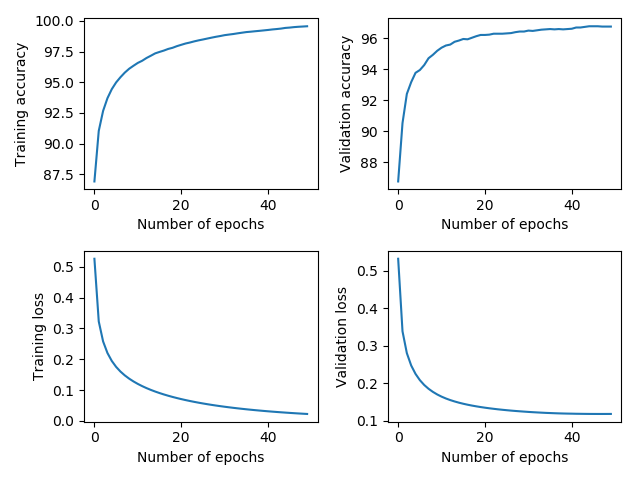 Training accuracy
100.0
97.5
95.0
92.5
90.0
87.5
0 20 40
Number of epochs
Validation accuracy
96
94
92
90
88
0 20 40
Number of epochs
Training loss
0.5
0.4
0.3
0.2
0.1
0.0
0 20 40
Number of epochs
Validation loss
0.5
0.4
0.3
0.2
0.1
0 20 40
Number of epochs